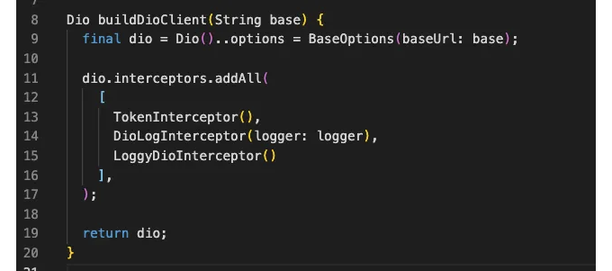 8 Dio buildDioClient(String base) {
9   final dio = Dio()..options = BaseOptions(baseUrl: base);
10
11   dio.interceptors.addAll(
12     [
13       TokenInterceptor(),
14       DioLogInterceptor(logger: logger),
15       LoggyDioInterceptor()
16     ],
17   );
18
19   return dio;
20 }
21